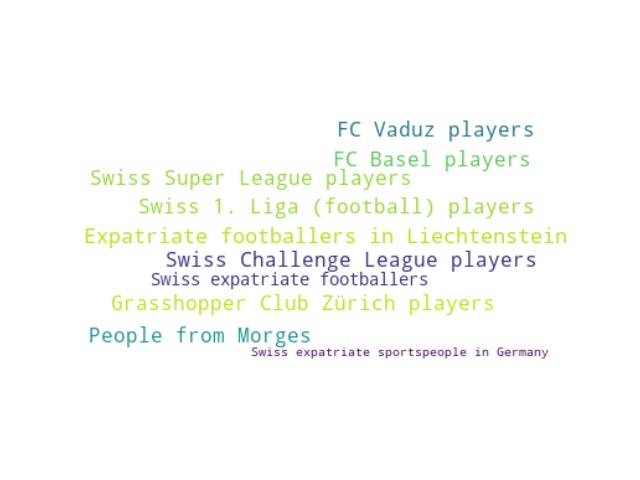 FC Vaduz players
FC Basel players
Swiss Super League players
Swiss 1. Liga (football) players
Expatriate footballers in Liechtenstein
Swiss Challenge League players
Swiss expatriate footballers
Grasshopper Club Zürich players
People from Morges
Swiss expatriate sportspeople in Germany